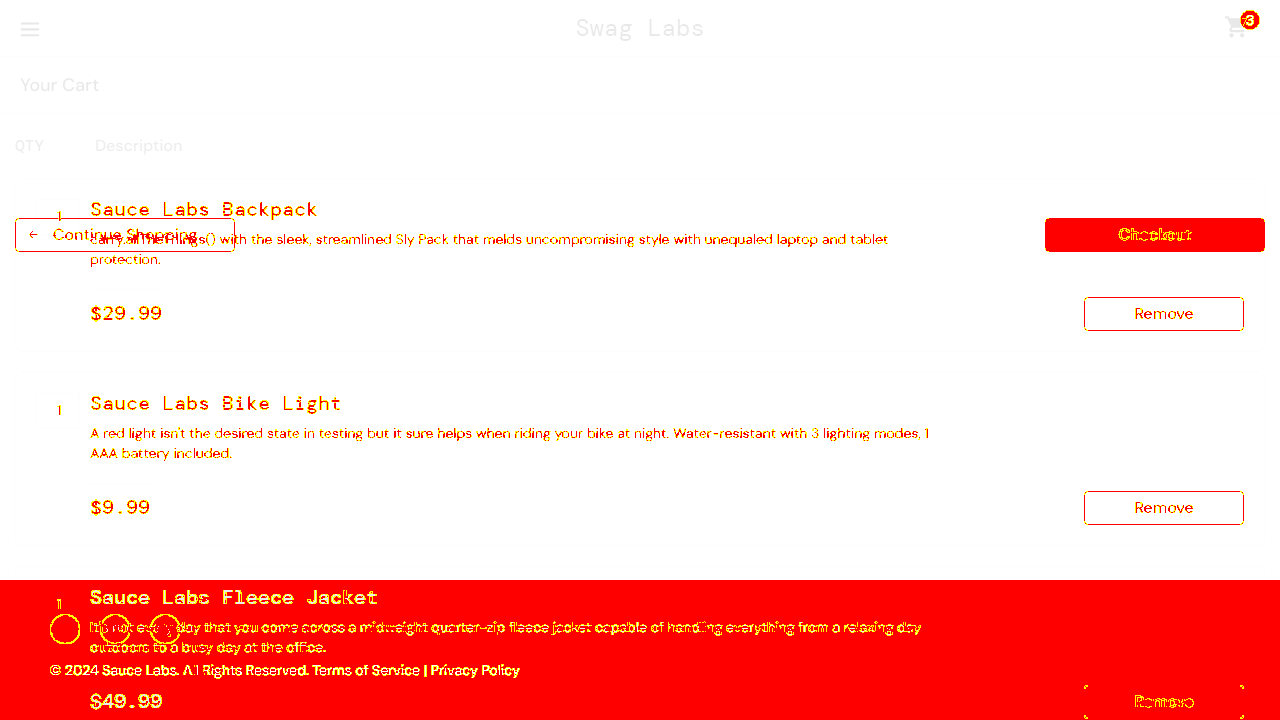 Swag Labs
3
Your Cart
QTY Description
1
Sauce Labs Backpack
← Continue Shopping
Checkout
carry.allTheThings() with the sleek, streamlined Sly Pack that melds uncompromising style with unequaled laptop and tablet
protection.
$29.99
Remove
1
Sauce Labs Bike Light
A red light isn't the desired state in testing but it sure helps when riding your bike at night. Water-resistant with 3 lighting modes, 1
AAA battery included.
$9.99
Remove
1
Sauce Labs Fleece Jacket
It's not every day that you come across a midweight quarter-zip fleece jacket capable of handling everything from a relaxing day
outdoors to a busy day at the office.
© 2024 Sauce Labs. All Rights Reserved. Terms of Service | Privacy Policy
$49.99
Remove